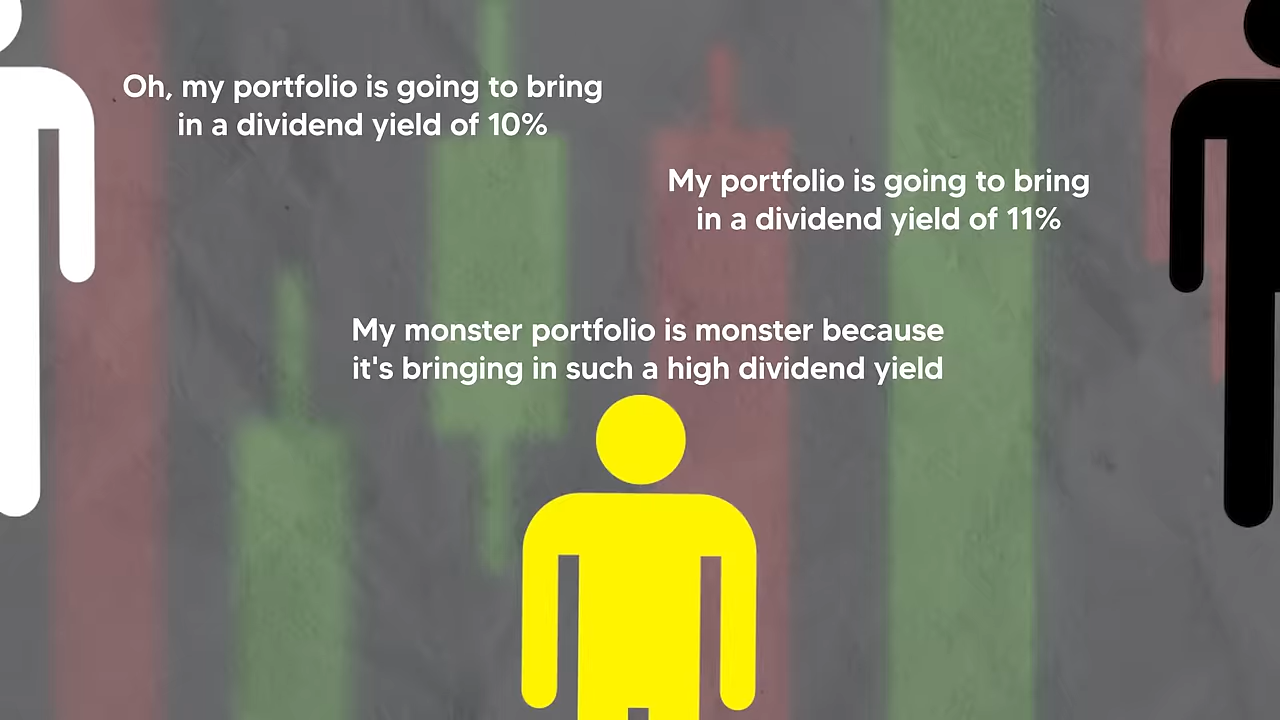 Oh, my portfolio is going to bring
in a dividend yield of 10%
My portfolio is going to bring
in a dividend yield of 11%
My monster portfolio is monster because
it's bringing in such a high dividend yield